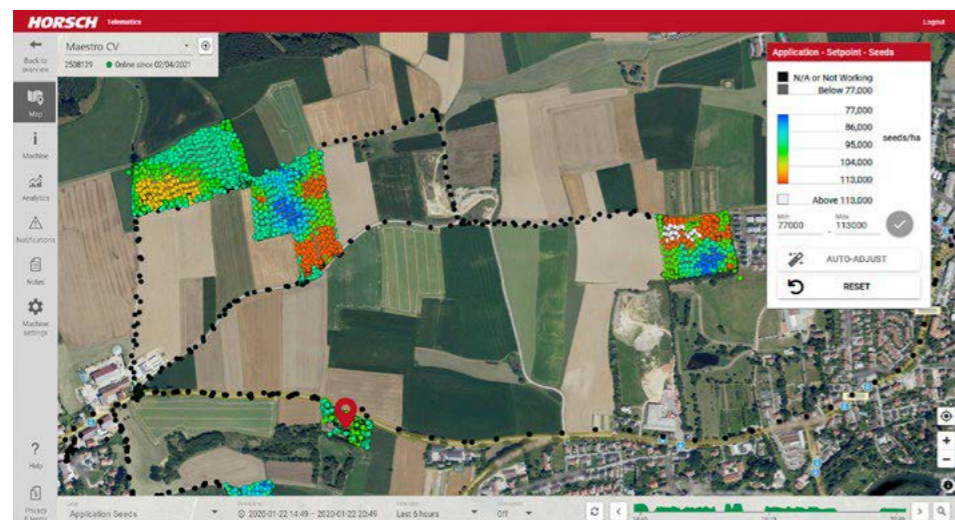 HORSCH Telematics
Logout
Back to
overview
Maestro CV
2508129 Online since 02/04/2021
Map
Machine
Analytics
Notifications
Notes
Machine
settings
?
Help
Privacy
Application - Setpoint - Seeds
N/A or Not Working
Below 77,000
77,000
86,000
95,000
seeds/ha
104,000
113,000
Above 113,000
Min
77000
-
Max
113000
AUTO-ADJUST
RESET
+
-
Application Seeds
2020-01-22 14:49 - 2020-01-22 20:49
Last 6 hours
Off